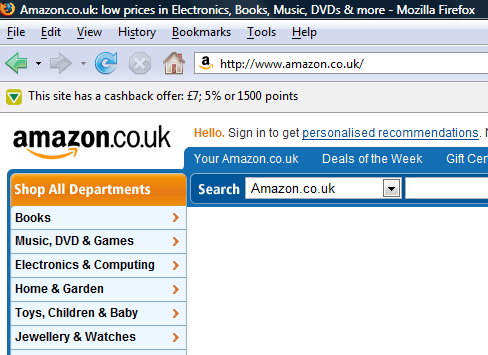 Amazon.co.uk: low prices in Electronics, Books, Music, DVDs & more - Mozilla Firefox
File Edit View History Bookmarks Tools Help
http://www.amazon.co.uk/
This site has a cashback offer: £7; 5% or 1500 points
amazon.co.uk
Hello. Sign in to get personalised recommendations.
Your Amazon.co.uk Deals of the Week Gift Cer
Shop All Departments
Search Amazon.co.uk
Books
Music, DVD & Games
Electronics & Computing
Home & Garden
Toys, Children & Baby
Jewellery & Watches